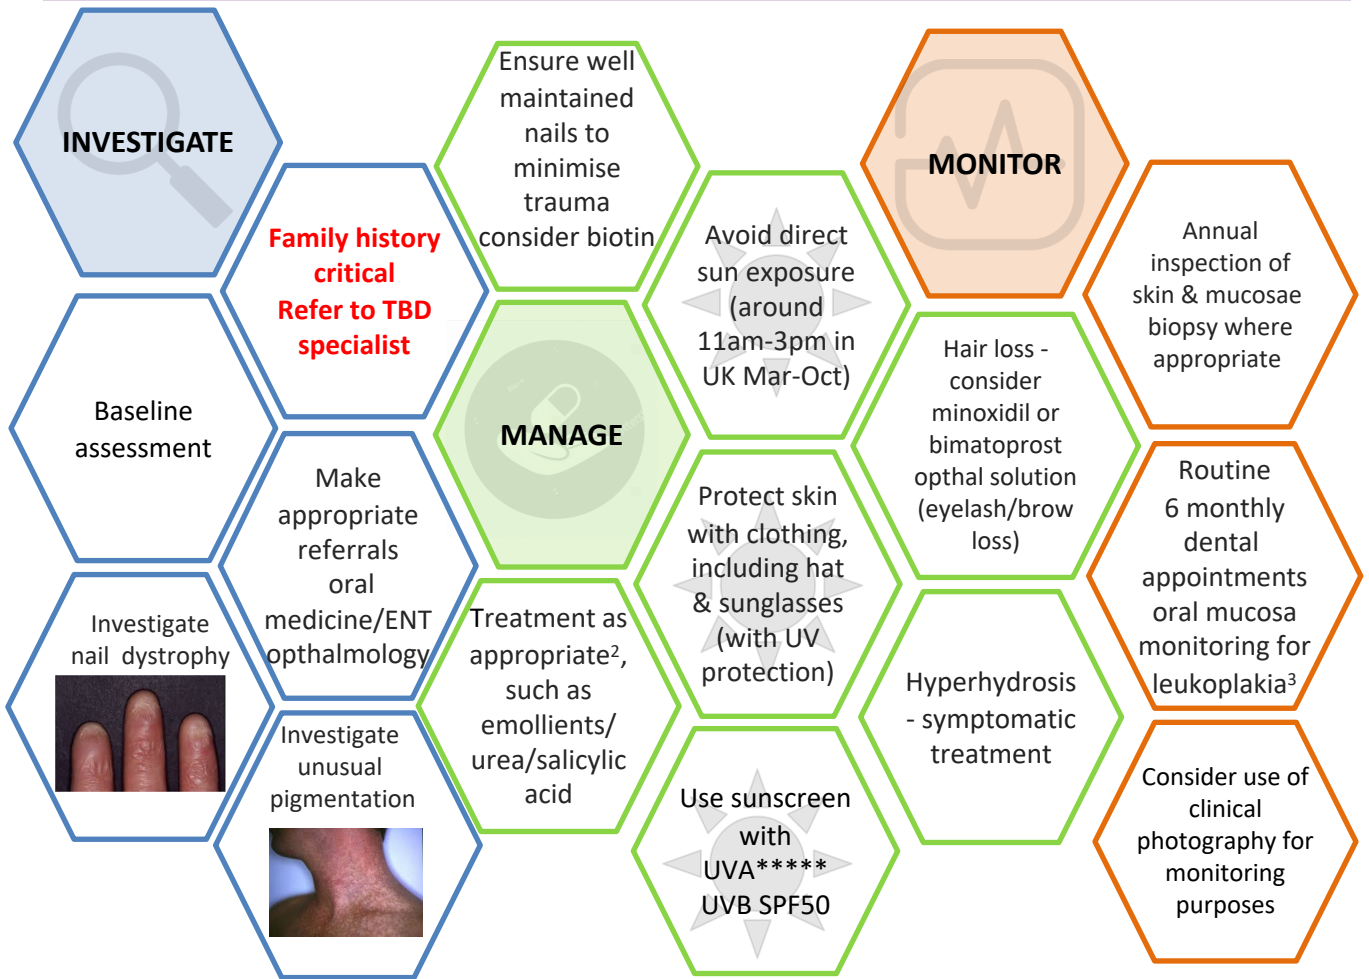 INVESTIGATE
Family history
critical
Refer to TBD
specialist
Baseline
assessment
Make
appropriate
referrals
oral
medicine/ENT
opthalmology
Investigate
nail dystrophy
Investigate
unusual
pigmentation
Ensure well
maintained
nails to
minimise
trauma
consider biotin
MANAGE
Treatment as
appropriate²,
such as
emollients/
urea/salicylic
acid
Avoid direct
sun exposure
(around
11am-3pm in
UK Mar-Oct)
Protect skin
with clothing,
including hat
& sunglasses
(with UV
protection)
Use sunscreen
with
UVA*****
UVB SPF50
Hair loss -
consider
minoxidil or
bimatoprost
opthal solution
(eyelash/brow
loss)
Hyperhydrosis
- symptomatic
treatment
MONITOR
Annual
inspection of
skin & mucosae
biopsy where
appropriate
Routine
6 monthly
dental
appointments
oral mucosa
monitoring for
leukoplakia³
Consider use of
clinical
photography for
monitoring
purposes